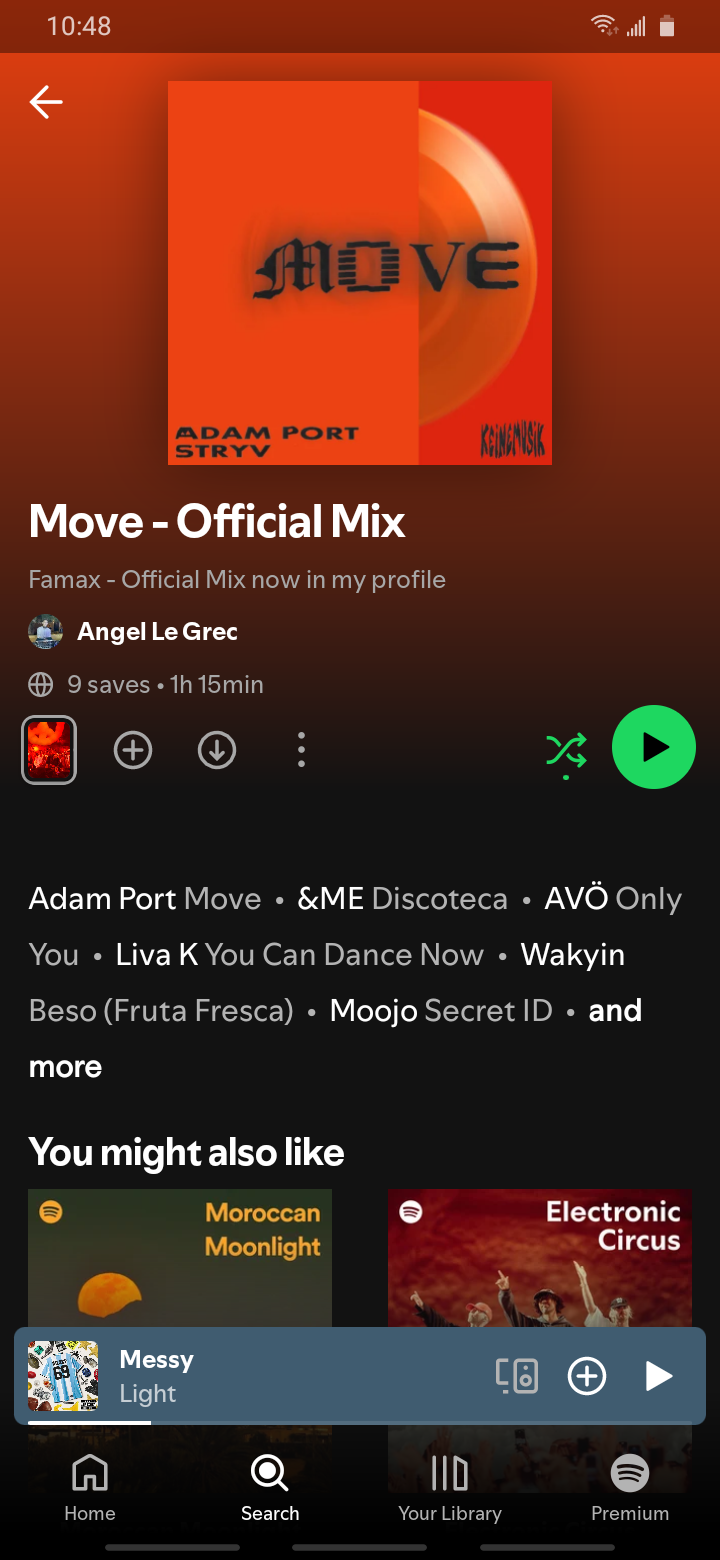 10:48
MOVE
ADAM PORT
STRYV
KEINEMUSIK
Move – Official Mix
Famax - Official Mix now in my profile
Angel Le Grec
9 saves • 1h 15min
Adam Port Move • &ME Discoteca • AVÖ Only
You • Liva K You Can Dance Now • Wakyin
Beso (Fruta Fresca) • Moojo Secret ID • and
more
You might also like
Moroccan
Moonlight
Electronic
Circus
69
Messy
Light
Home
Search
Your Library
Premium